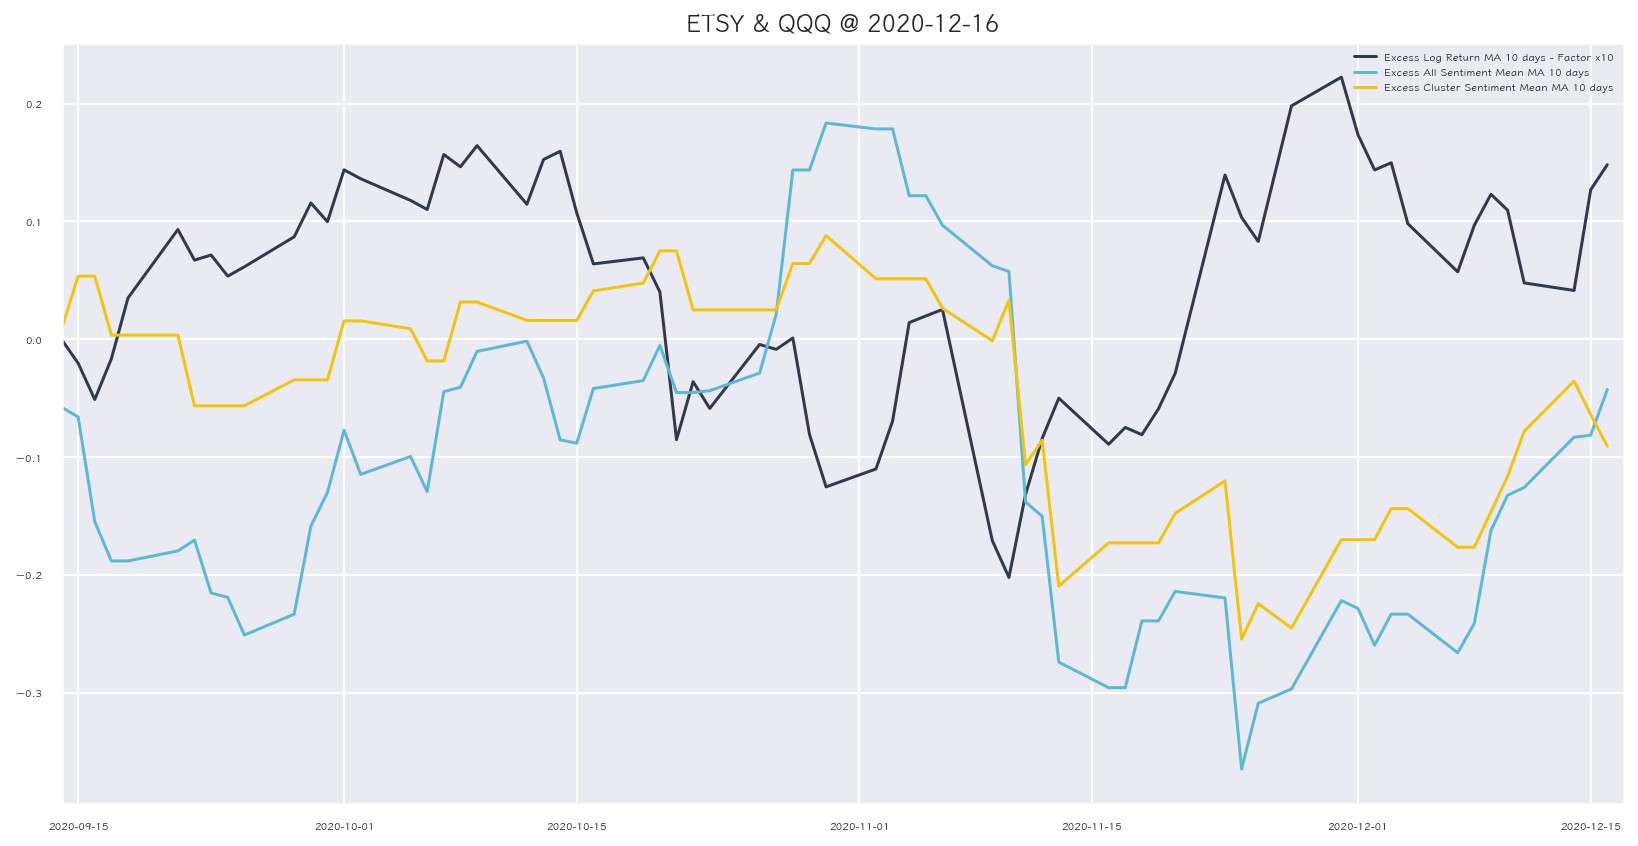 ETSY & QQQ @ 2020-12-16
Excess Log Return MA 10 days - Factor x10
Excess All Sentiment Mean MA 10 days
Excess Cluster Sentiment Mean MA 10 days
0.2
0.1
0.0
−0.1
−0.2
−0.3
2020-09-15 2020-10-01 2020-10-15 2020-11-01 2020-11-15 2020-12-01 2020-12-15